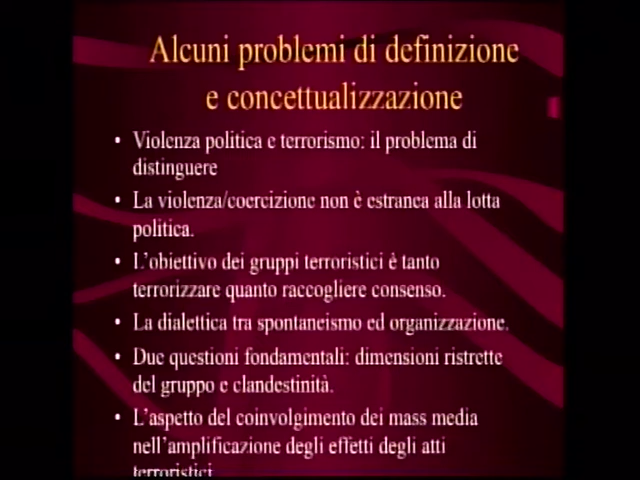 Alcuni problemi di definizione
e concettualizzazione
• Violenza politica e terrorismo: il problema di
distinguere
• La violenza/coercizione non è estranea alla lotta
politica.
• L'obiettivo dei gruppi terroristici è tanto
terrorizzare quanto raccogliere consenso.
• La dialettica tra spontaneismo ed organizzazione.
• Due questioni fondamentali: dimensioni ristrette
del gruppo e clandestinità.
• L'aspetto del coinvolgimento dei mass media
nell'amplificazione degli effetti degli atti
terroristici